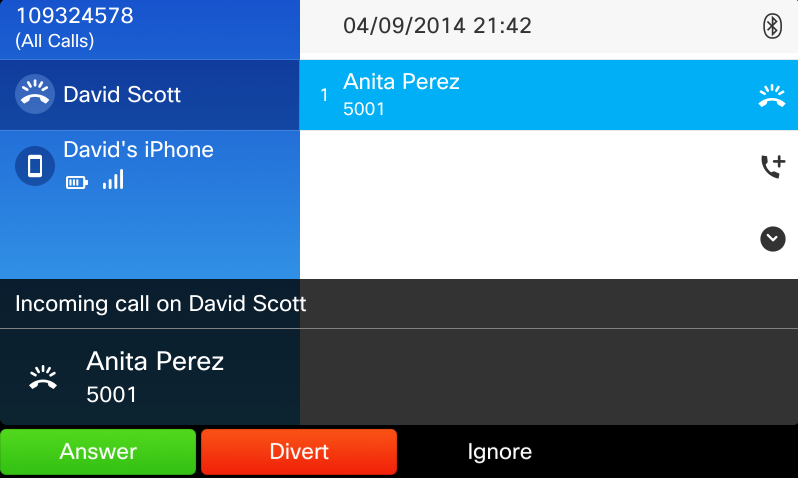 109324578
(All Calls)
04/09/2014 21:42
David Scott
1 Anita Perez
5001
David's iPhone
Incoming call on David Scott
Anita Perez
5001
Answer Divert Ignore